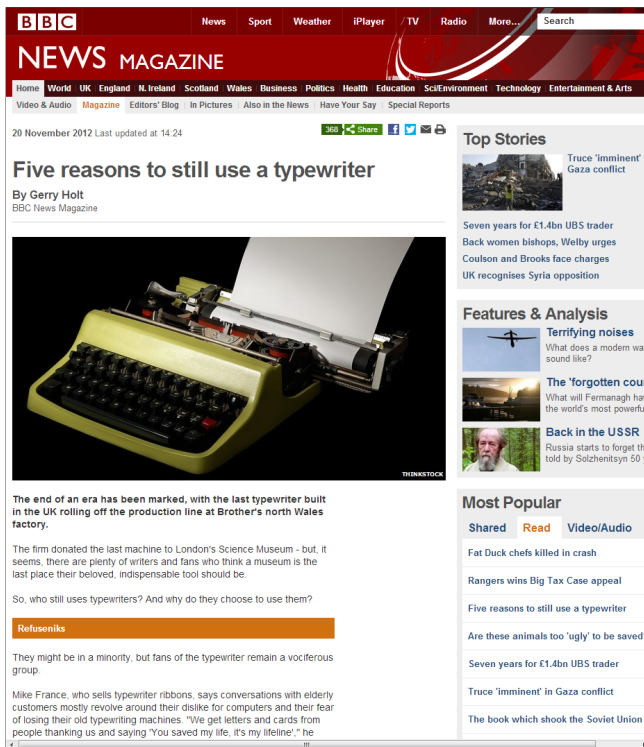 BBC
News Sport Weather iPlayer TV Radio More... Search
NEWS MAGAZINE
Home World UK England N. Ireland Scotland Wales Business Politics Health Education Sci/Environment Technology Entertainment & Arts
Video & Audio Magazine Editors' Blog In Pictures Also in the News Have Your Say Special Reports
20 November 2012 Last updated at 14:24
368 Share
Five reasons to still use a typewriter
By Gerry Holt
BBC News Magazine
THINKSTOCK
The end of an era has been marked, with the last typewriter built
in the UK rolling off the production line at Brother's north Wales
factory.
The firm donated the last machine to London's Science Museum - but, it
seems, there are plenty of writers and fans who think a museum is the
last place their beloved, indispensable tool should be.
So, who still uses typewriters? And why do they choose to use them?
Refuseniks
They might be in a minority, but fans of the typewriter remain a vociferous
group.
Mike France, who sells typewriter ribbons, says conversations with elderly
customers mostly revolve around their dislike for computers and their fear
of losing their old typewriting machines. "We get letters and cards from
people thanking us and saying 'You saved my life, it's my lifeline'," he
Top Stories
Truce 'imminent'
Gaza conflict
Seven years for £1.4bn UBS trader
Back women bishops, Welby urges
Coulson and Brooks face charges
UK recognises Syria opposition
Features & Analysis
Terrifying noises
What does a modern wa
sound like?
The 'forgotten cou
What will Fermanagh ha
the world's most powerfu
Back in the USSR
Russia starts to forget th
told by Solzhenitsyn 50
Most Popular
Shared Read Video/Audio
Fat Duck chefs killed in crash
Rangers wins Big Tax Case appeal
Five reasons to still use a typewriter
Are these animals too 'ugly' to be saved
Seven years for £1.4bn UBS trader
Truce 'imminent' in Gaza conflict
The book which shook the Soviet Union